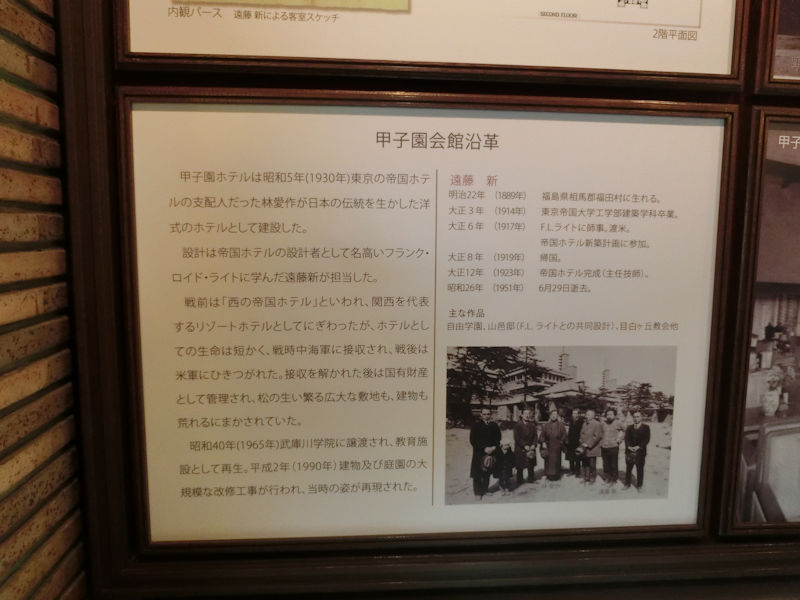 内観パース 遠藤 新による客室スケッチ
SECOND FLOOR
2階平面図
甲子園会館沿革
甲子園ホテルは昭和5年(1930年)東京の帝国ホテ
ルの支配人だった林愛作が日本の伝統を生かした洋
式のホテルとして建設した。
設計は帝国ホテルの設計者として名高いフランク・
ロイド・ライトに学んだ遠藤新が担当した。
戦前は「西の帝国ホテル」といわれ、関西を代表
するリゾートホテルとしてにぎわったが、ホテルとし
ての生命は短かく、戦時中海軍に接収され、戦後は
米軍にひきつがれた。接収を解かれた後は国有財産
として管理され、松の生い繁る広大な敷地も、建物も
荒れるにまかされていた。
昭和40年(1965年)武庫川学院に譲渡され、教育施
設として再生。平成2年(1990年)建物及び庭園の大
規模な改修工事が行われ、当時の姿が再現された。
遠藤 新
明治22年 (1889年) 福島県相馬郡福田村に生れる。
大正3年 (1914年) 東京帝国大学工学部建築学科卒業。
大正6年 (1917年) F.L.ライトに師事。渡米。
帝国ホテル新築計画に参加。
大正8年 (1919年) 帰国。
大正12年 (1923年) 帝国ホテル完成(主任技師)。
昭和26年 (1951年) 6月29日逝去。
主な作品
自由学園、山邑邸(F.L. ライトとの共同設計)、目白ヶ丘教会他
遠藤 新
甲子